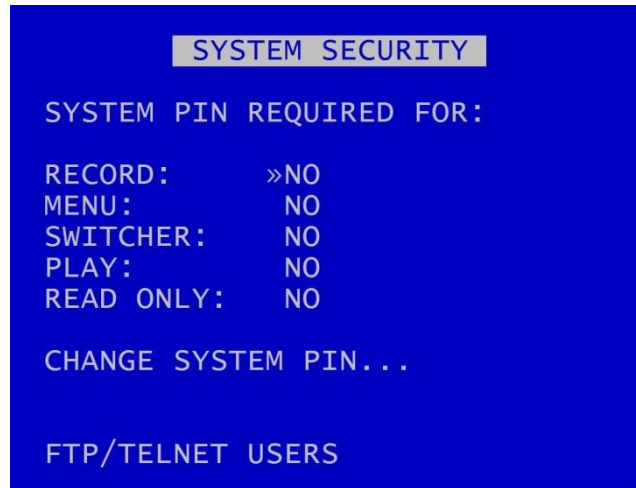 SYSTEM SECURITY
SYSTEM PIN REQUIRED FOR:
RECORD: »NO
MENU: NO
SWITCHER: NO
PLAY: NO
READ ONLY: NO
CHANGE SYSTEM PIN...
FTP/TELNET USERS